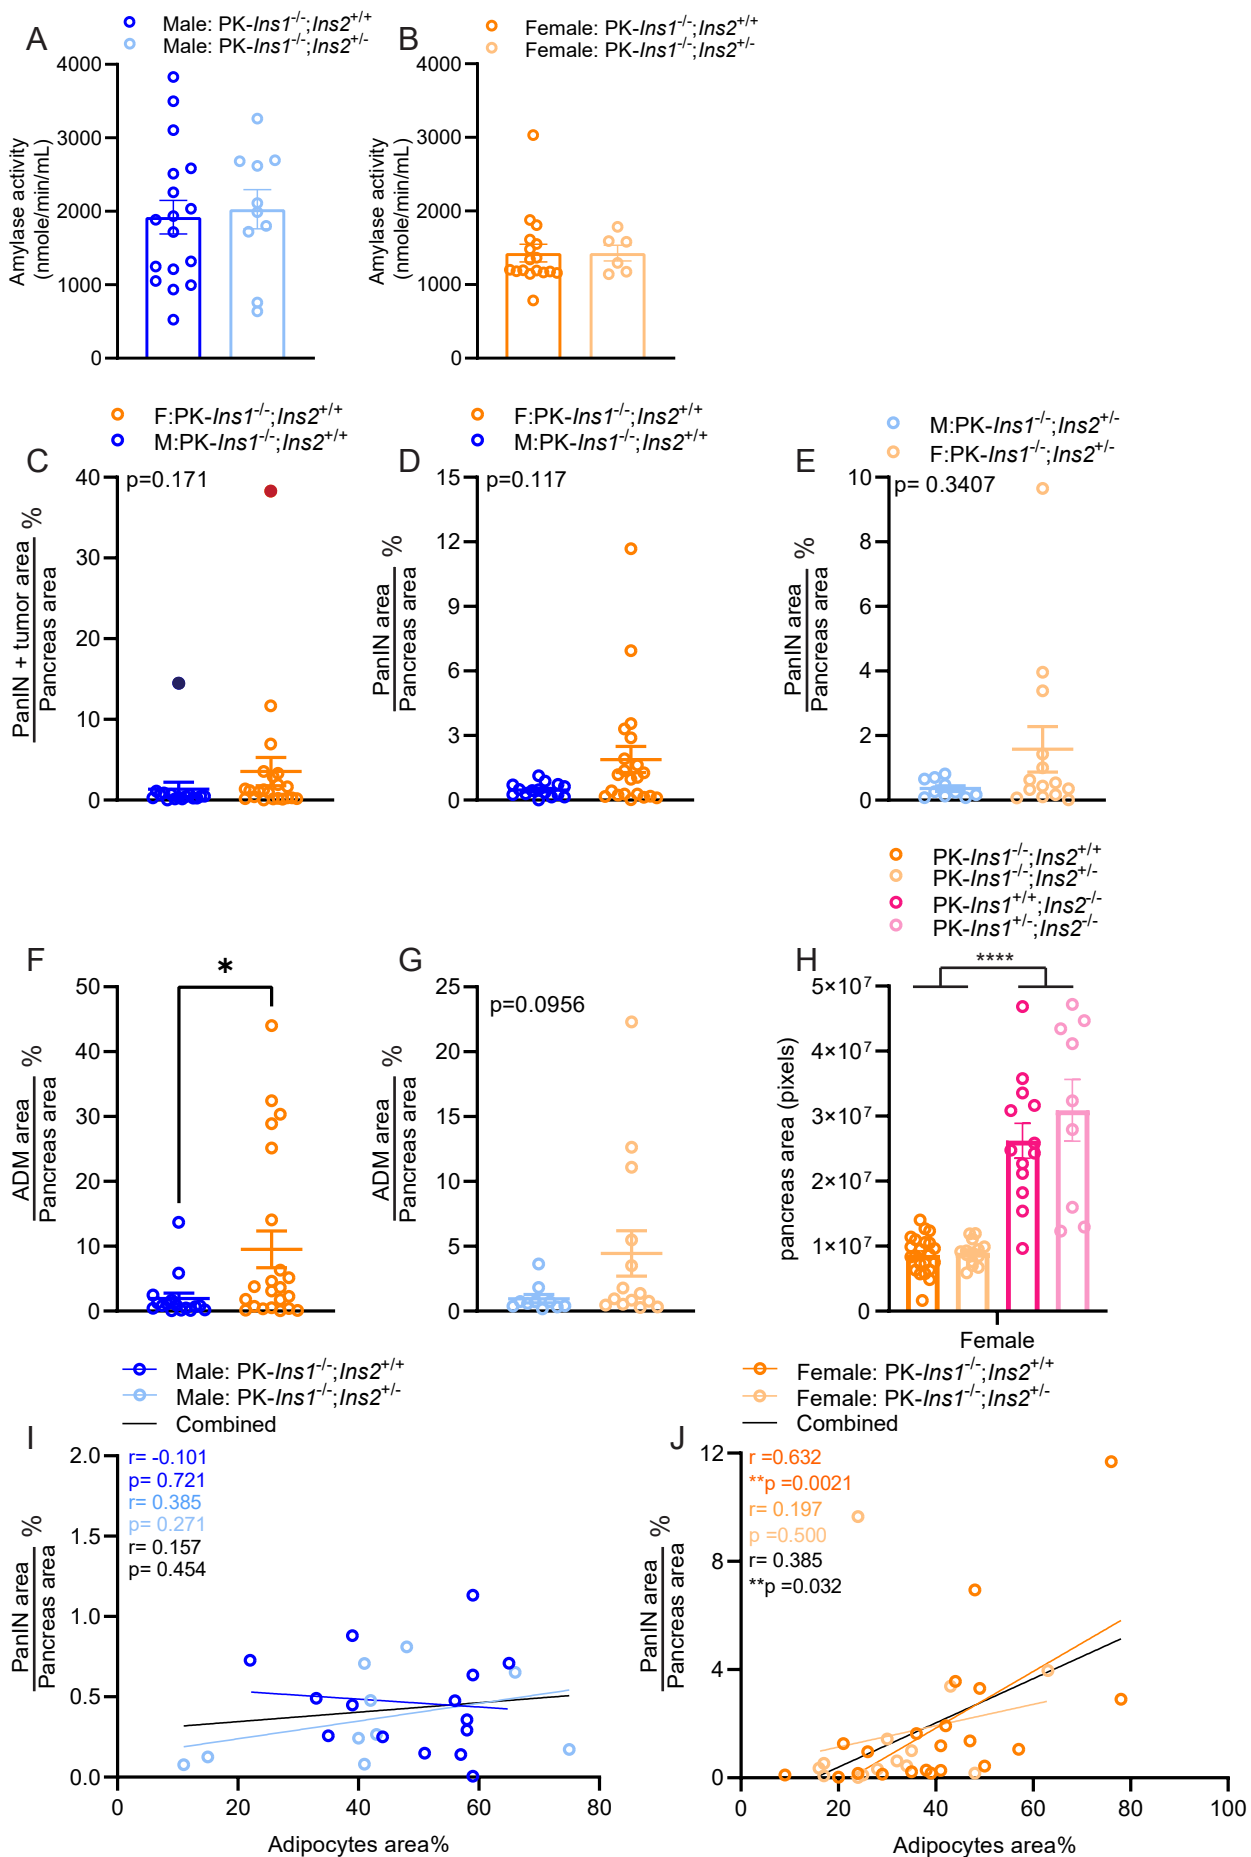 A
Male: PK-Ins1-/-;Ins2+/+
Male: PK-Ins1-/-;Ins2+/-
Amylase activity
(nmole/min/mL)
4000
3000
2000
1000
0
B
Female: PK-Ins1-/-;Ins2+/+
Female: PK-Ins1-/-;Ins2+/-
Amylase activity
(nmole/min/mL)
4000
3000
2000
1000
0
C
F:PK-Ins1-/-;Ins2+/+
M:PK-Ins1-/-;Ins2+/+
p=0.171
PanIN + tumor area
Pancreas area
%
40
30
20
10
0
D
F:PK-Ins1-/-;Ins2+/+
M:PK-Ins1-/-;Ins2+/+
p=0.117
PanIN area
Pancreas area
%
15
12
9
6
3
0
E
M:PK-Ins1-/-;Ins2+/-
F:PK-Ins1-/-;Ins2+/-
p= 0.3407
PanIN area
Pancreas area
%
10
8
6
4
2
0
F
*
ADM area
Pancreas area
%
50
40
30
20
10
0
G
p=0.0956
ADM area
Pancreas area
%
25
20
15
10
5
0
H
PK-Ins1-/-;Ins2+/+
PK-Ins1-/-;Ins2+/-
PK-Ins1+/+;Ins2-/-
PK-Ins1+/-;Ins2-/-
****
pancreas area (pixels)
5×10⁷
4×10⁷
3×10⁷
2×10⁷
1×10⁷
0
Female
I
Male: PK-Ins1-/-;Ins2+/+
Male: PK-Ins1-/-;Ins2+/-
Combined
r= -0.101
p= 0.721
r= 0.385
p= 0.271
r= 0.157
p= 0.454
PanIN area
Pancreas area
%
2.0
1.5
1.0
0.5
0.0
0 20 40 60 80
Adipocytes area%
J
Female: PK-Ins1-/-;Ins2+/+
Female: PK-Ins1-/-;Ins2+/-
Combined
r =0.632
**p =0.0021
r= 0.197
p =0.500
r= 0.385
**p =0.032
PanIN area
Pancreas area
%
12
8
4
0
0 20 40 60 80 100
Adipocytes area%